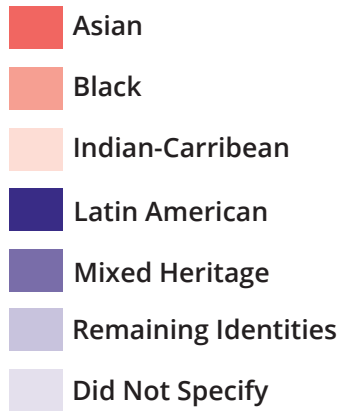 Asian
Black
Indian-Carribean
Latin American
Mixed Heritage
Remaining Identities
Did Not Specify